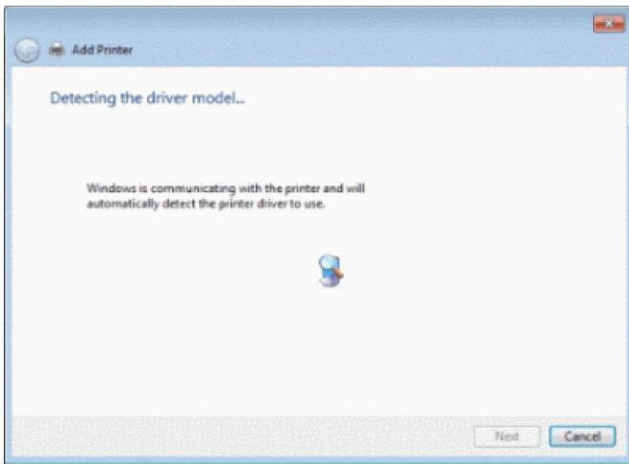 Add Printer
Detecting the driver model...
Windows is communicating with the printer and will
automatically detect the printer driver to use.
Next
Cancel